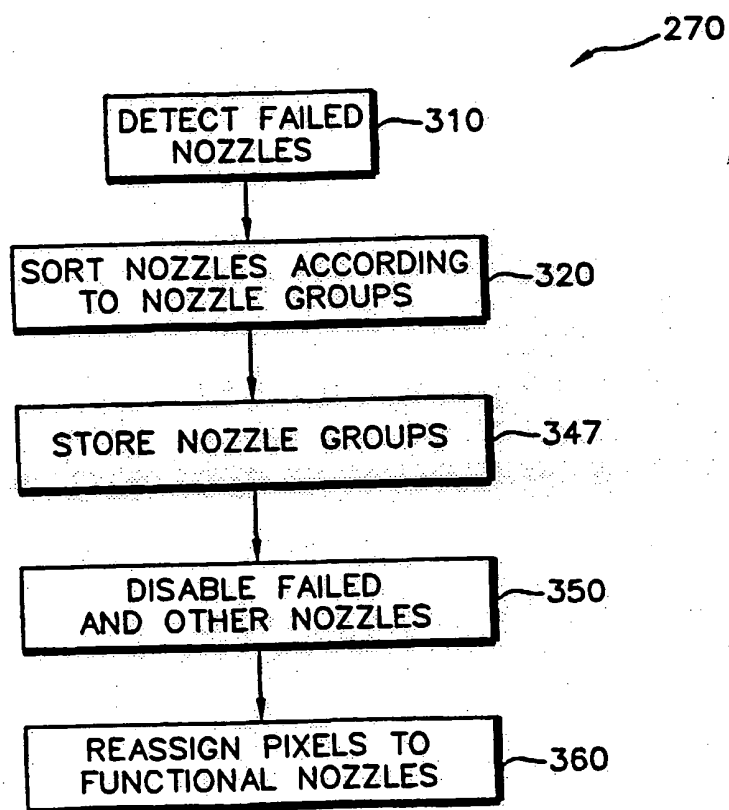 270
DETECT FAILED
NOZZLES
310
SORT NOZZLES ACCORDING
TO NOZZLE GROUPS
320
STORE NOZZLE GROUPS
347
DISABLE FAILED
AND OTHER NOZZLES
350
REASSIGN PIXELS TO
FUNCTIONAL NOZZLES
360